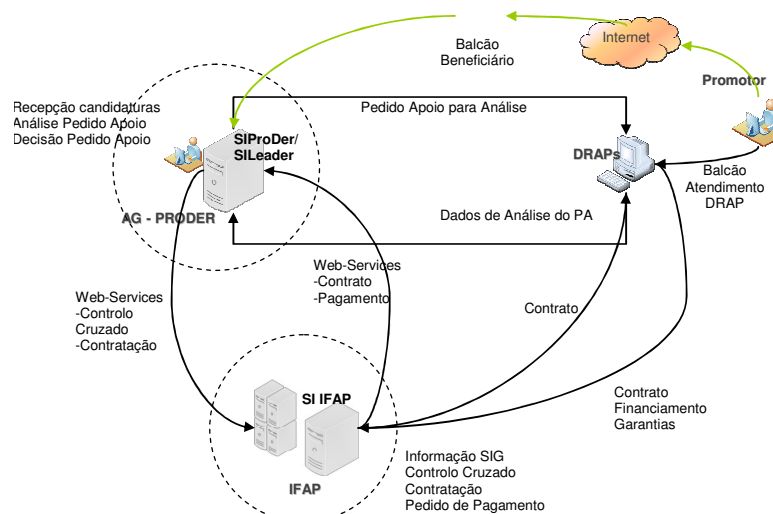 Internet
Balcão
Beneficiário
Promotor
Recepção candidaturas
Análise Pedido Apoio
Decisão Pedido Apoio
SIProDer/
SILeader
AG - PRODER
Pedido Apoio para Análise
DRAPs
Balcão
Atendimento
DRAP
Dados de Análise do PA
Web-Services
-Contrato
-Pagamento
Web-Services
-Controlo
Cruzado
-Contratação
Contrato
Contrato
Financiamento
Garantias
SI IFAP
IFAP
Informação SIG
Controlo Cruzado
Contratação
Pedido de Pagamento